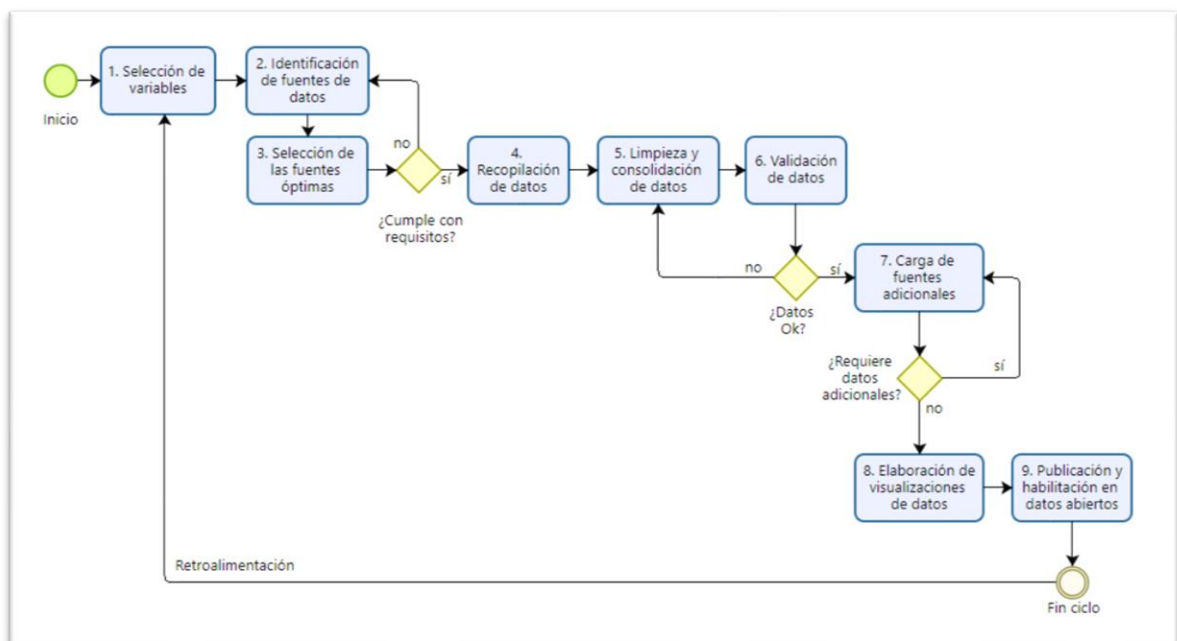 Inicio
1. Selección de
variables
2. Identificación
de fuentes de
datos
3. Selección de
las fuentes
óptimas
no
sí
¿Cumple con
requisitos?
4.
Recopilación
de datos
5. Limpieza y
consolidación
de datos
6. Validación
de datos
no
sí
¿Datos
Ok?
7. Carga de
fuentes
adicionales
¿Requiere
datos
adicionales?
sí
no
8. Elaboración de
visualizaciones
de datos
9. Publicación y
habilitación en
datos abiertos
Retroalimentación
Fin ciclo